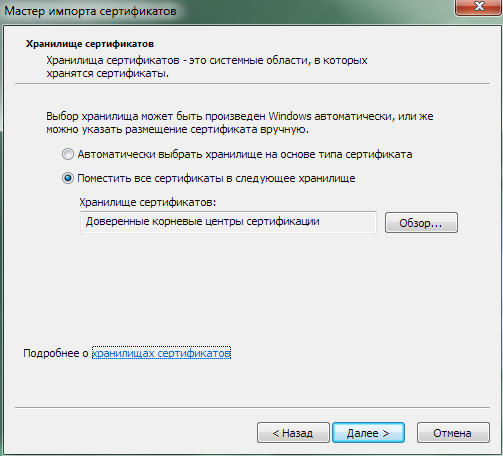 Мастер импорта сертификатов
Хранилище сертификатов
Хранилища сертификатов - это системные области, в которых
хранятся сертификаты.
Выбор хранилища может быть произведен Windows автоматически, или же
можно указать размещение сертификата вручную.
Автоматически выбрать хранилище на основе типа сертификата
Поместить все сертификаты в следующее хранилище
Хранилище сертификатов:
Доверенные корневые центры сертификации
Обзор...
Подробнее о хранилищах сертификатов
< Назад
Далее >
Отмена